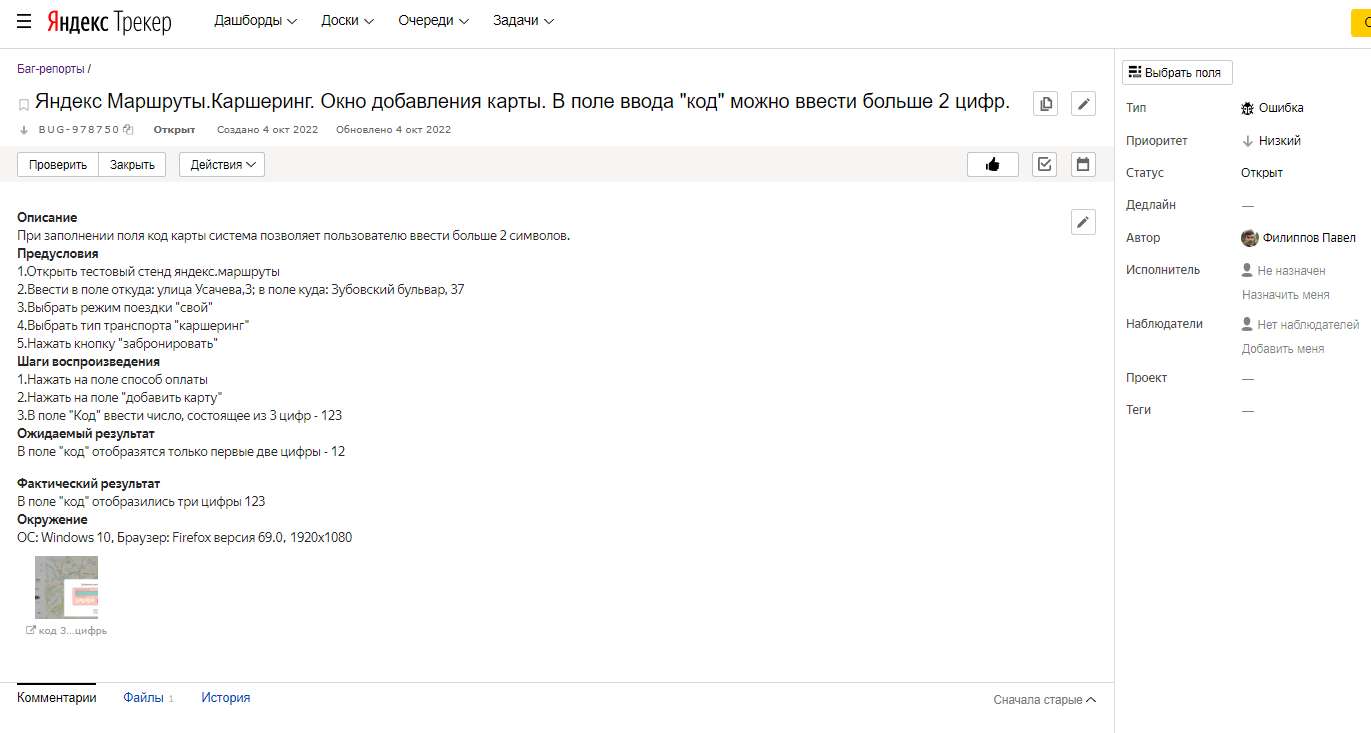 Яндекс Трекер Дашборды Доски Очереди Задачи
Баг-репорты /
Яндекс Маршруты.Каршеринг. Окно добавления карты. В поле ввода "код" можно ввести больше 2 цифр.
BUG-978750 Открыт Создано 4 окт 2022 Обновлено 4 окт 2022
Проверить Закрыть Действия
Описание
При заполнении поля код карты система позволяет пользователю ввести больше 2 символов.
Предусловия
1.Открыть тестовый стенд яндекс.маршруты
2.Ввести в поле откуда: улица Усачева,3; в поле куда: Зубовский бульвар, 37
3.Выбрать режим поездки "свой"
4.Выбрать тип транспорта "каршеринг"
5.Нажать кнопку "забронировать"
Шаги воспроизведения
1.Нажать на поле способ оплаты
2.Нажать на поле "добавить карту"
3.В поле "Код" ввести число, состоящее из 3 цифр - 123
Ожидаемый результат
В поле "код" отобразятся только первые две цифры - 12
Фактический результат
В поле "код" отобразились три цифры 123
Окружение
ОС: Windows 10, Браузер: Firefox версия 69.0, 1920x1080
код 3...цифрь
Комментарии Файлы 1 История Сначала старые
Выбрать поля
Тип Ошибка
Приоритет Низкий
Статус Открыт
Дедлайн —
Автор Филиппов Павел
Исполнитель Не назначен
Назначить меня
Наблюдатели Нет наблюдателей
Добавить меня
Проект —
Теги —